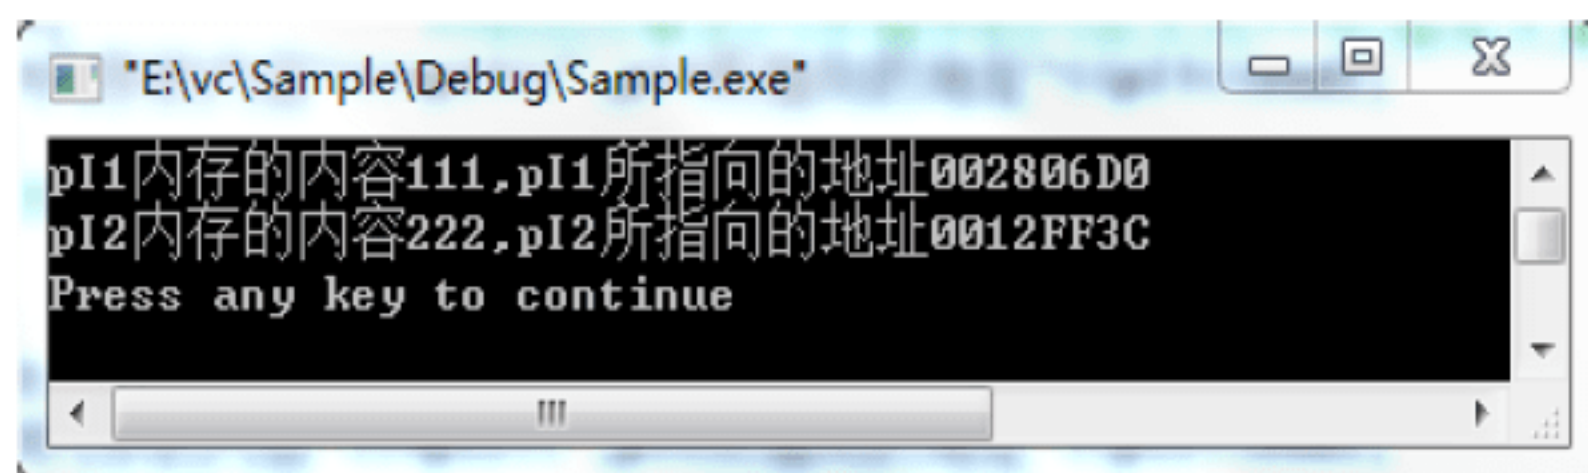 "E:\vc\Sample\Debug\Sample.exe"
pI1内存的内容111,pI1所指向的地址002806D0
pI2内存的内容222,pI2所指向的地址0012FF3C
Press any key to continue